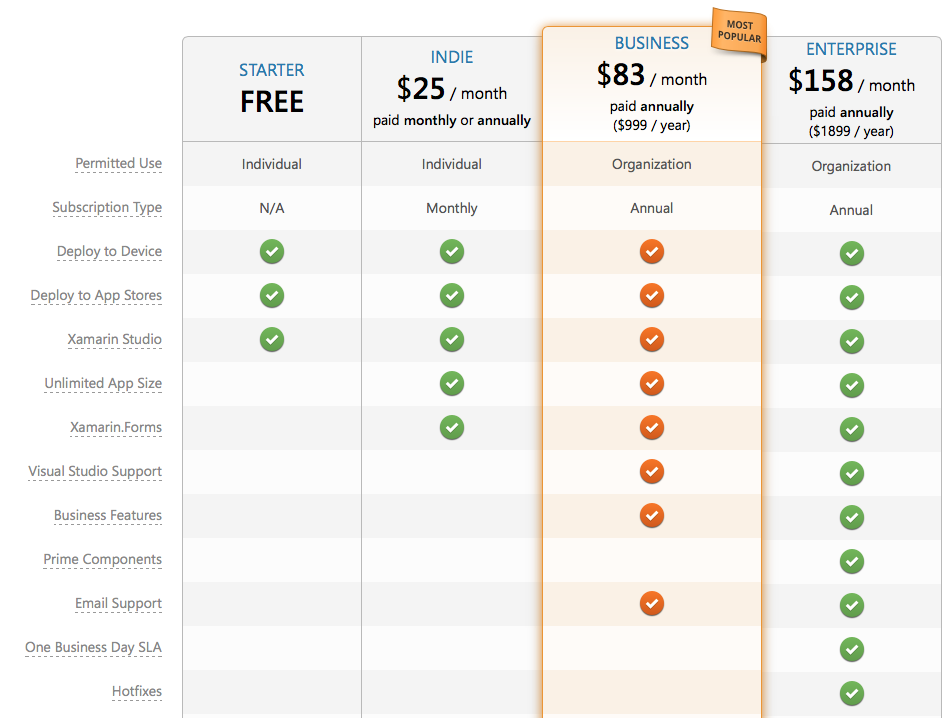 MOST
POPULAR
STARTER
FREE
INDIE
$25 / month
paid monthly or annually
BUSINESS
$83 / month
paid annually
($999 / year)
ENTERPRISE
$158 / month
paid annually
($1899 / year)
Permitted Use Individual Individual Organization Organization
Subscription Type N/A Monthly Annual Annual
Deploy to Device
Deploy to App Stores
Xamarin Studio
Unlimited App Size
Xamarin.Forms
Visual Studio Support
Business Features
Prime Components
Email Support
One Business Day SLA
Hotfixes